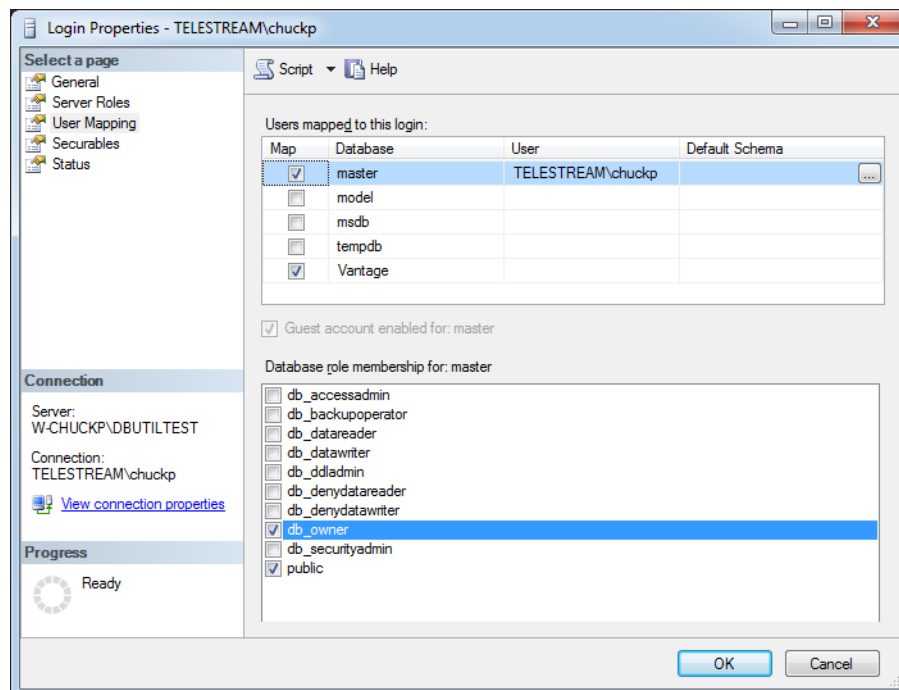 Login Properties - TELESTREAM\chuckp
Select a page
General
Server Roles
User Mapping
Securables
Status
Script Help
Users mapped to this login:
Map Database User Default Schema
master TELESTREAM\chuckp ...
model
msdb
tempdb
Vantage
Guest account enabled for: master
Database role membership for: master
db_accessadmin
db_backupoperator
db_datareader
db_datawriter
db_ddladmin
db_denydatareader
db_denydatawriter
db_owner
db_securityadmin
public
Connection
Server:
W-CHUCKP\DBUTILTEST
Connection:
TELESTREAM\chuckp
View connection properties
Progress
Ready
OK Cancel